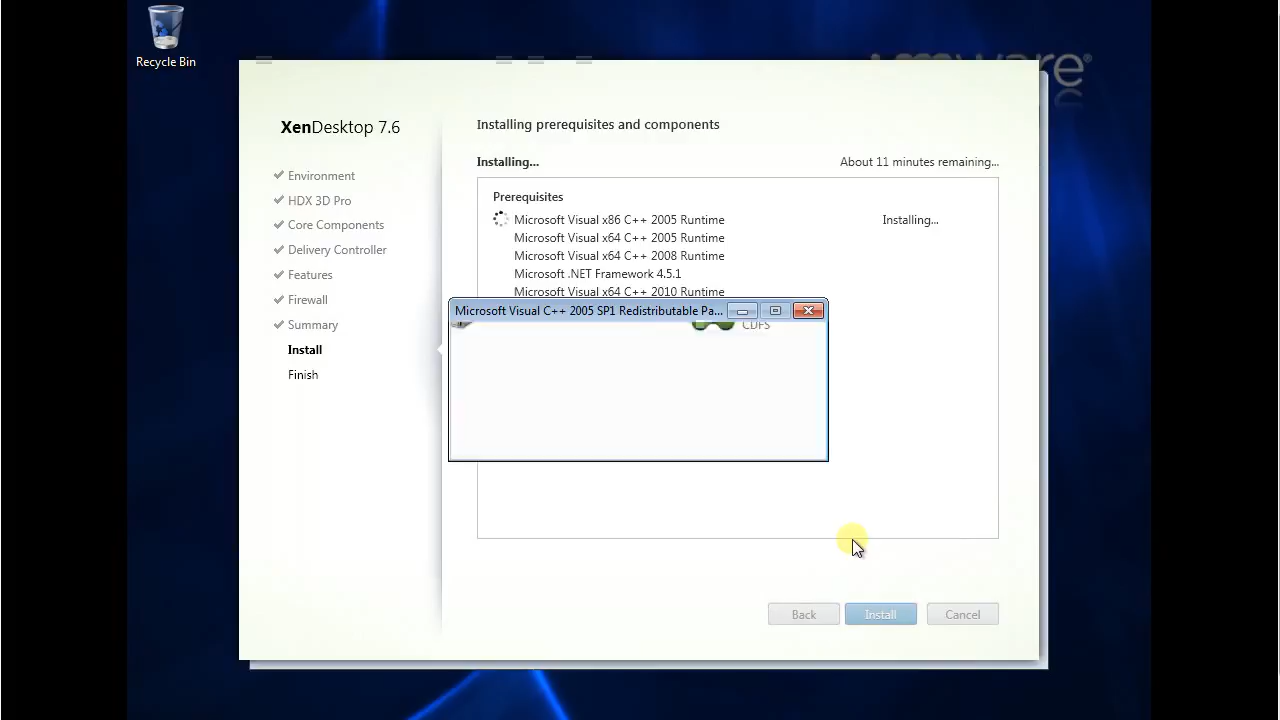 Recycle Bin
XenDesktop 7.6
Environment
HDX 3D Pro
Core Components
Delivery Controller
Features
Firewall
Summary
Install
Finish
Installing prerequisites and components
Installing...
About 11 minutes remaining...
Prerequisites
Microsoft Visual x86 C++ 2005 Runtime
Installing...
Microsoft Visual x64 C++ 2005 Runtime
Microsoft Visual x64 C++ 2008 Runtime
Microsoft .NET Framework 4.5.1
Microsoft Visual x64 C++ 2010 Runtime
Microsoft Visual C++ 2005 SP1 Redistributable Pa...
CDFS
Back
Install
Cancel